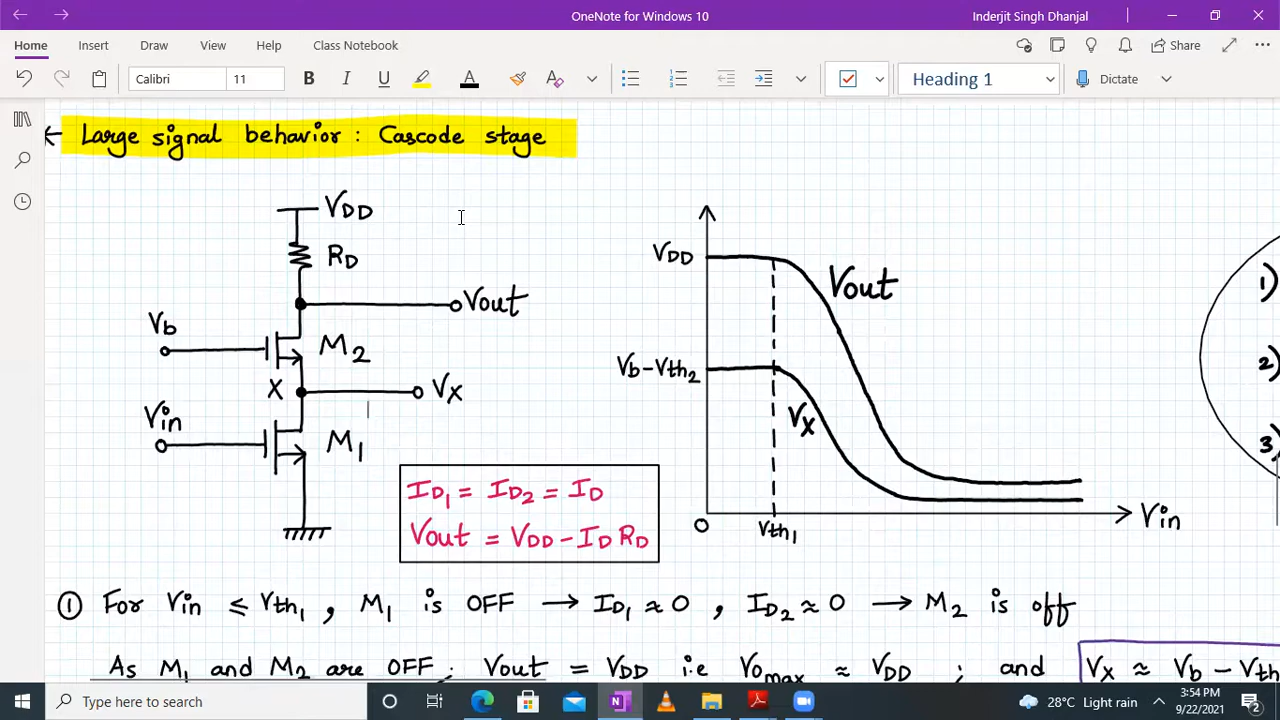 OneNote for Windows 10
Inderjit Singh Dhanjal
Home Insert Draw View Help Class Notebook Share
Calibri 11 B I U A Heading 1 Dictate
Large signal behavior : Cascode stage
VDD
RD
Vout
Vb
M2
X
VX
Vin
M1
ID1 = ID2 = ID
Vout = VDD - ID RD
VDD
Vout
Vb-Vth2
VX
O
Vth1
Vin
1)
2)
3)
① For Vin ≤ Vth1 , M1 is OFF → ID1 ≈ 0 , ID2 ≈ 0 → M2 is off
As M1 and M2 are OFF ; Vout = VDD i.e Vomax ≈ VDD ; and VX ≈ Vb - Vth
Type here to search
28°C Light rain
3:54 PM
9/22/2021
2